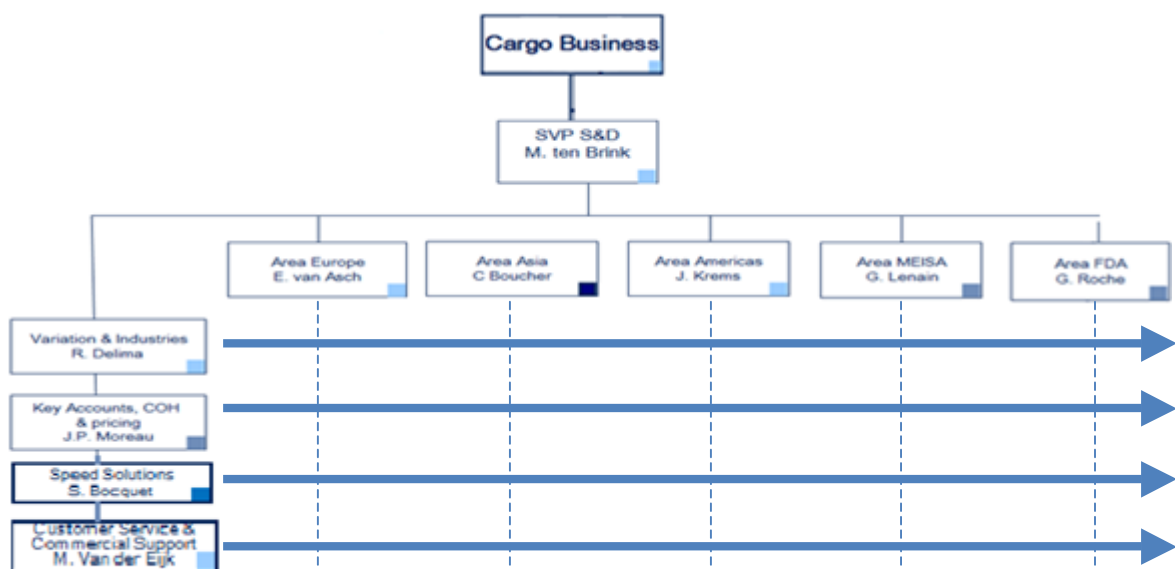 Cargo Business
SVP S&D
M. ten Brink
Area Europe
E. van Asch
Area Asia
C Boucher
Area Americas
J. Krems
Area MEISA
G. Lenain
Area FDA
G. Roche
Variation & Industries
R. Delima
Key Accounts, COH
& pricing
J.P. Moreau
Speed Solutions
S. Bocquet
Customer Service &
Commercial Support
M. Van der Eijk